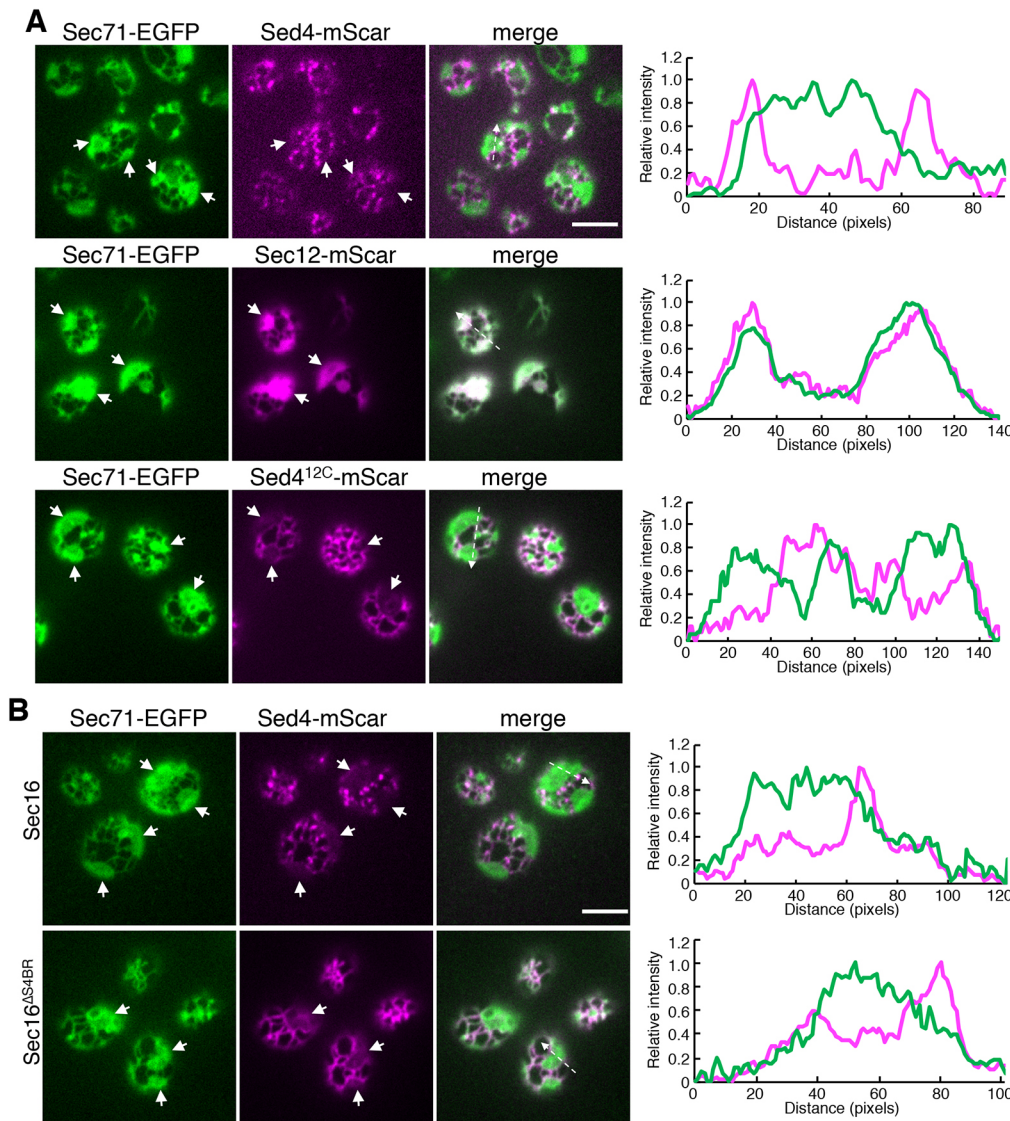 A
Sec71-EGFP Sed4-mScar merge
Relative intensity
1.2
1.0
0.8
0.6
0.4
0.2
0
0 20 40 60 80
Distance (pixels)
Sec71-EGFP Sec12-mScar merge
Relative intensity
1.2
1.0
0.8
0.6
0.4
0.2
0
0 20 40 60 80 100 120 140
Distance (pixels)
Sec71-EGFP Sed4¹²ᶜ-mScar merge
Relative intensity
1.2
1.0
0.8
0.6
0.4
0.2
0
0 20 40 60 80 100 120 140
Distance (pixels)
B
Sec71-EGFP Sed4-mScar merge
Sec16
Relative intensity
1.2
1.0
0.8
0.6
0.4
0.2
0
0 20 40 60 80 100 120
Distance (pixels)
Sec16ΔS4BR
Relative intensity
1.2
1.0
0.8
0.6
0.4
0.2
0
0 20 40 60 80 100
Distance (pixels)